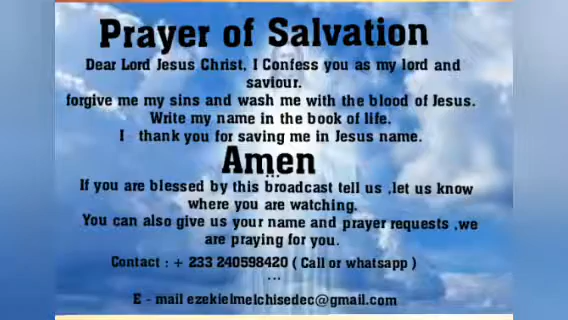 Prayer of Salvation
Dear Lord Jesus Christ, I Confess you as my lord and
saviour.
forgive me my sins and wash me with the blood of Jesus.
Write my name in the book of life.
I thank you for saving me in Jesus name.
Amen
...
If you are blessed by this broadcast tell us ,let us know
where you are watching.
You can also give us your name and prayer requests ,we
are praying for you.
Contact : + 233 240598420 ( Call or whatsapp )
...
E - mail ezekielmelchisedec@gmail.com